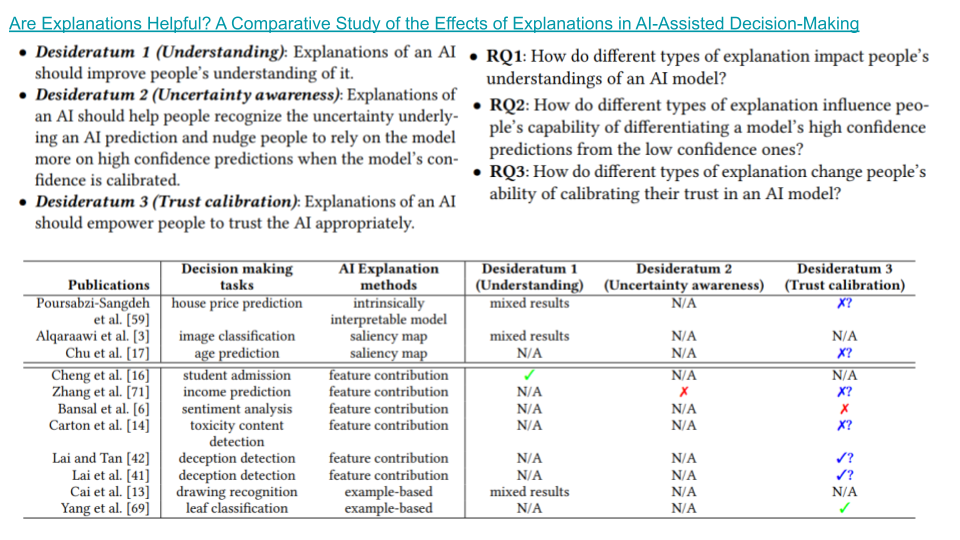 Are Explanations Helpful? A Comparative Study of the Effects of Explanations in AI-Assisted Decision-Making
• Desideratum 1 (Understanding): Explanations of an AI
should improve people's understanding of it.
• Desideratum 2 (Uncertainty awareness): Explanations of
an AI should help people recognize the uncertainty underly-
ing an AI prediction and nudge people to rely on the model
more on high confidence predictions when the model's con-
fidence is calibrated.
• Desideratum 3 (Trust calibration): Explanations of an AI
should empower people to trust the AI appropriately.
• RQ1: How do different types of explanation impact people's
understandings of an AI model?
• RQ2: How do different types of explanation influence peo-
ple's capability of differentiating a model's high confidence
predictions from the low confidence ones?
• RQ3: How do different types of explanation change people's
ability of calibrating their trust in an AI model?
Publications Decision making tasks AI Explanation methods Desideratum 1 (Understanding) Desideratum 2 (Uncertainty awareness) Desideratum 3 (Trust calibration)
Poursabzi-Sangdeh et al. [59] house price prediction intrinsically interpretable model mixed results N/A ✗?
Alqaraawi et al. [3] image classification saliency map mixed results N/A N/A
Chu et al. [17] age prediction saliency map N/A N/A ✗?
Cheng et al. [16] student admission feature contribution ✓ N/A N/A
Zhang et al. [71] income prediction feature contribution N/A ✗ ✗?
Bansal et al. [6] sentiment analysis feature contribution N/A N/A ✗
Carton et al. [14] toxicity content detection feature contribution N/A N/A ✗?
Lai and Tan [42] deception detection feature contribution N/A N/A ✓?
Lai et al. [41] deception detection feature contribution N/A N/A ✓?
Cai et al. [13] drawing recognition example-based mixed results N/A N/A
Yang et al. [69] leaf classification example-based N/A N/A ✓